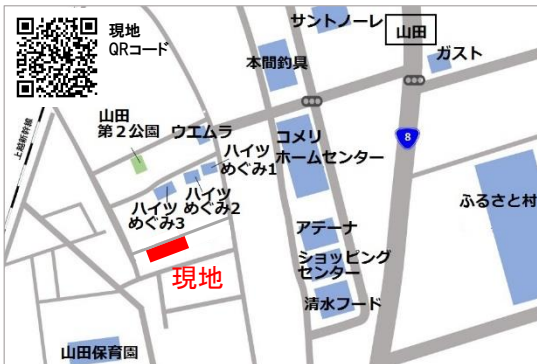 現地
QRコード
サントノーレ
山田
ガスト
本間釣具
8
上越新幹線
山田
第2公園
ウエムラ
コメリ
ホームセンター
ハイツ
めぐみ1
ハイツ
めぐみ2
ハイツ
めぐみ3
ふるさと村
アテーナ
ショッピング
センター
現地
清水フード
山田保育園